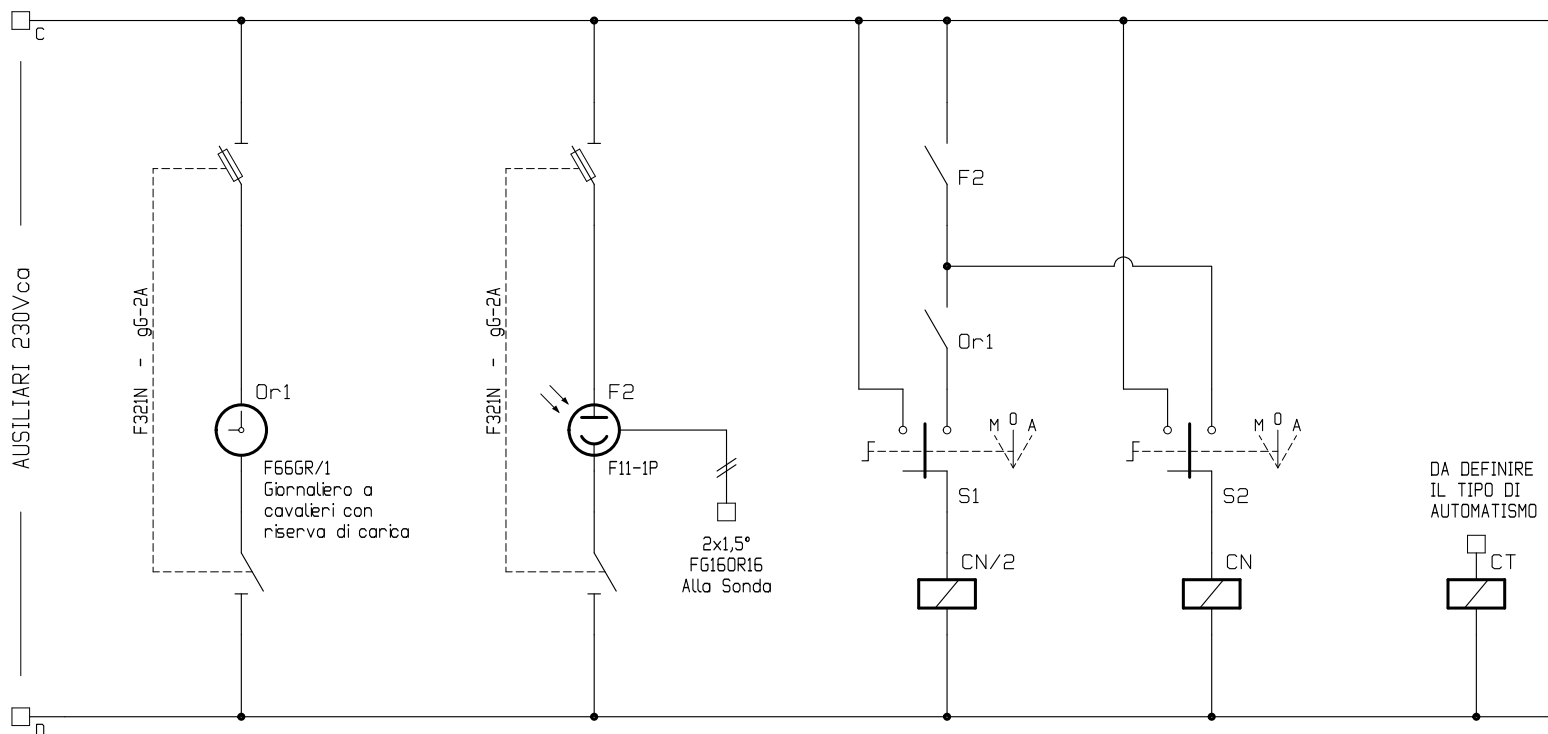 C
AUSILIARI 230Vca
F321N - gG-2A
Or1
F66GR/1
Giornaliero a
cavalieri con
riserva di carica
F321N - gG-2A
F2
F11-1P
2x1,5°
FG16OR16
Alla Sonda
F2
Or1
M 0 A
S1
CN/2
M 0 A
S2
CN
DA DEFINIRE
IL TIPO DI
AUTOMATISMO
CT